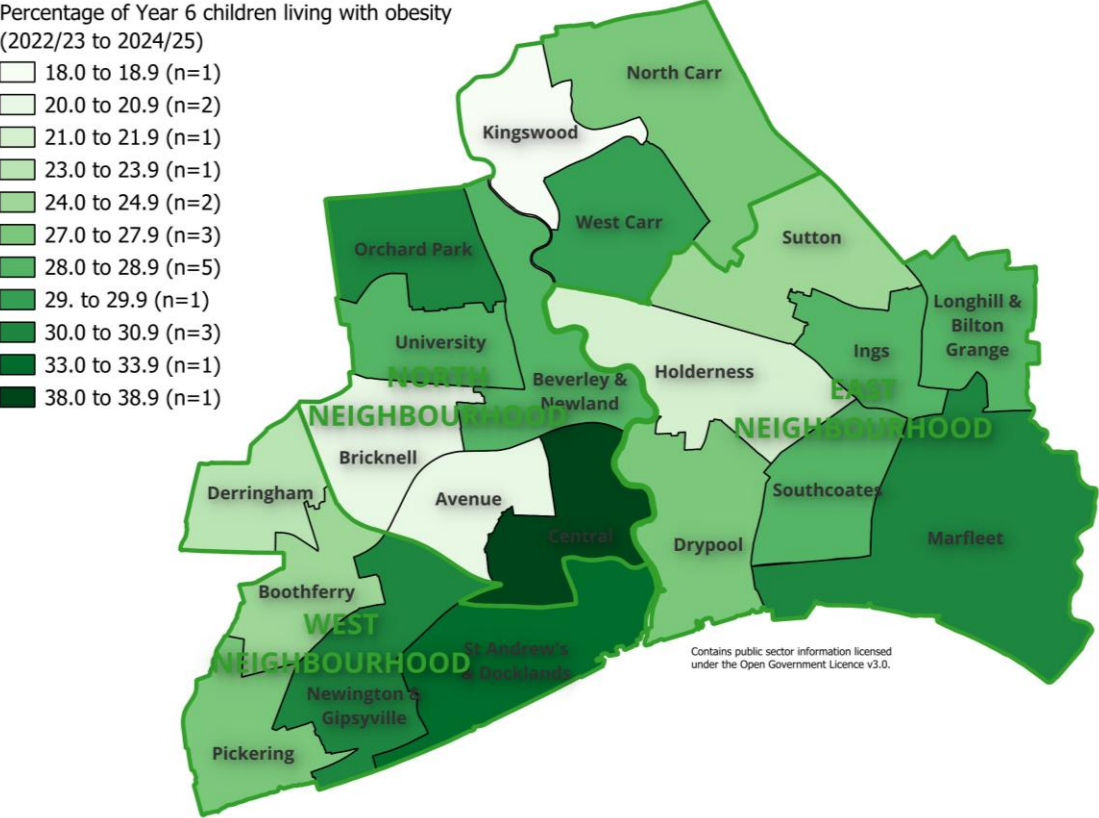 Percentage of Year 6 children living with obesity
(2022/23 to 2024/25)
18.0 to 18.9 (n=1)
20.0 to 20.9 (n=2)
21.0 to 21.9 (n=1)
23.0 to 23.9 (n=1)
24.0 to 24.9 (n=2)
27.0 to 27.9 (n=3)
28.0 to 28.9 (n=5)
29. to 29.9 (n=1)
30.0 to 30.9 (n=3)
33.0 to 33.9 (n=1)
38.0 to 38.9 (n=1)
North Carr
Kingswood
West Carr
Sutton
Orchard Park
Longhill &
Bilton
Grange
University
Ings
Holderness
Beverley &
Newland
NORTH
NEIGHBOURHOOD
EAST
NEIGHBOURHOOD
Bricknell
Derringham
Avenue
Southcoates
Central
Drypool
Marfleet
Boothferry
WEST
NEIGHBOURHOOD
St Andrew's
& Docklands
Newington &
Gipsyville
Pickering
Contains public sector information licensed
under the Open Government Licence v3.0.